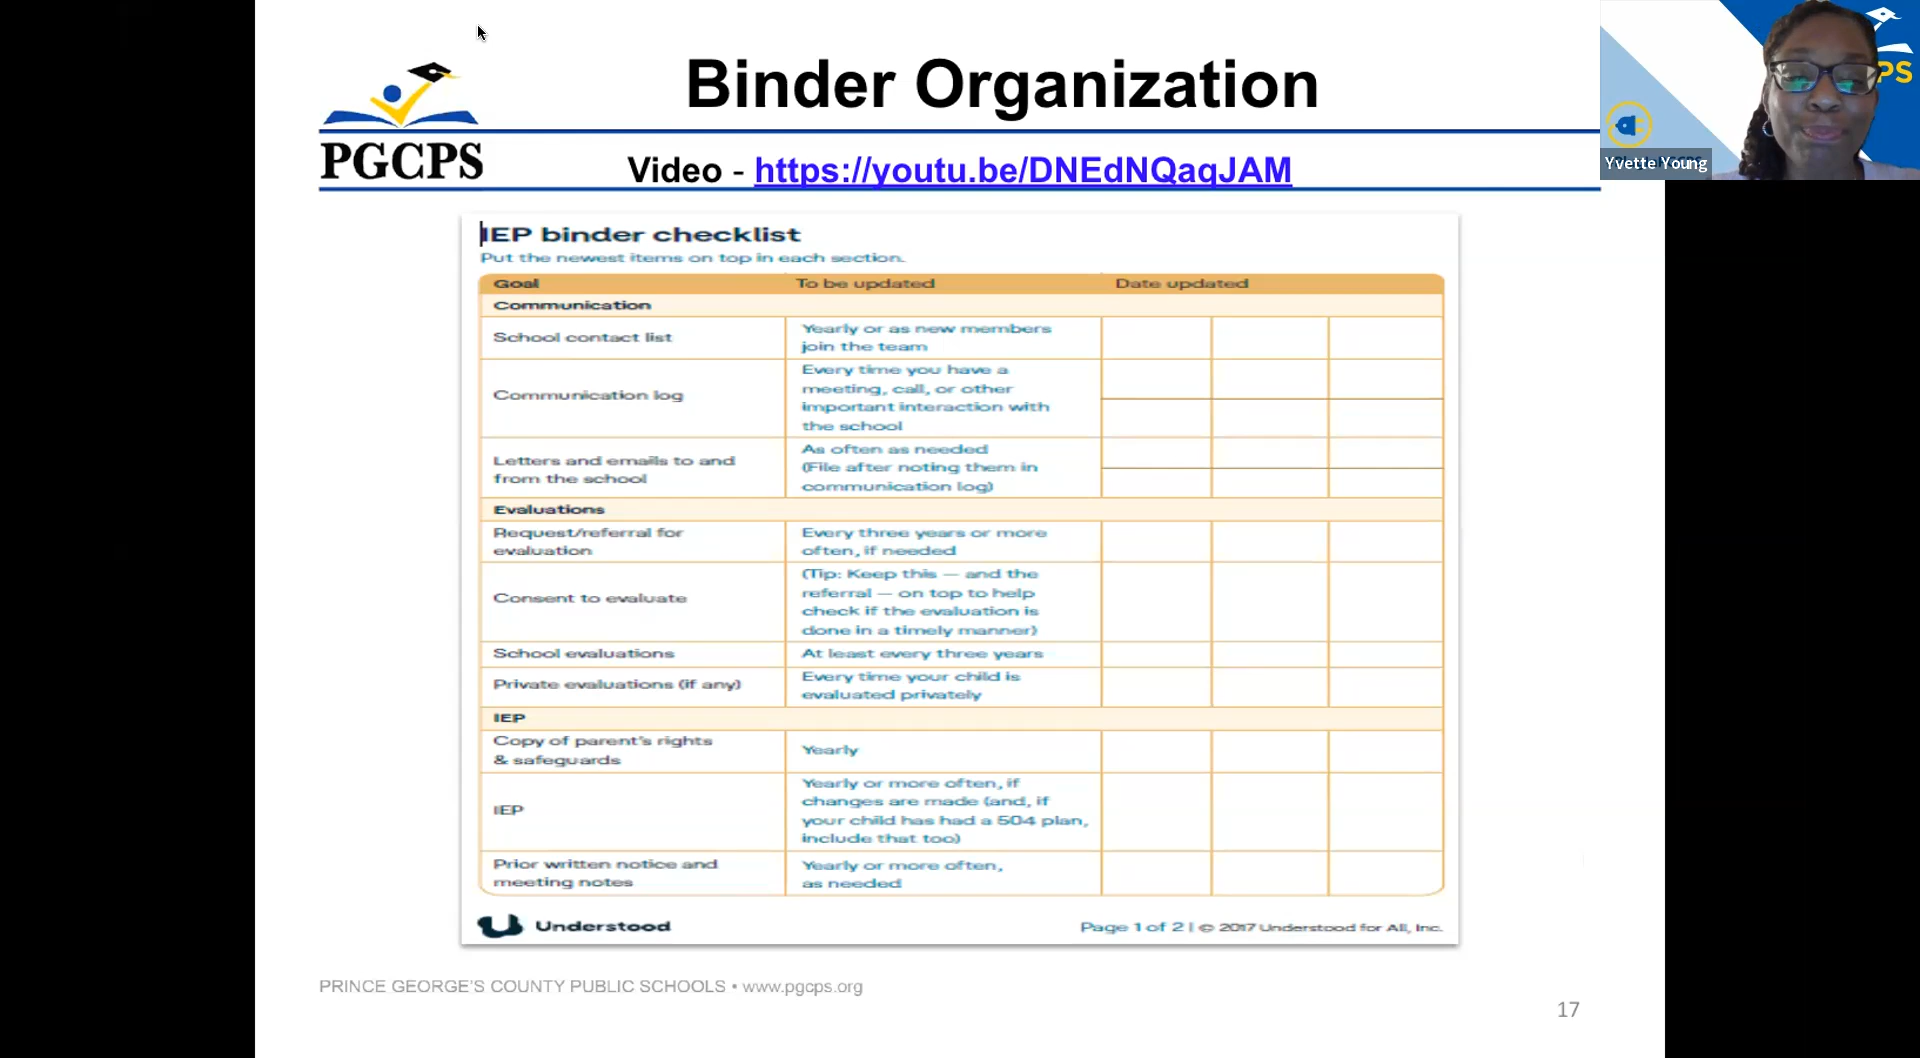 Binder Organization
PGCPS
Video - https://youtu.be/DNEdNQaqJAM
PS
Yvette Young
IEP binder checklist
Put the newest items on top in each section.
Goal To be updated Date updated
Communication
School contact list
Yearly or as new members
join the team
Communication log
Every time you have a
meeting, call, or other
important interaction with
the school
Letters and emails to and
from the school
As often as needed
(File after noting them in
communication log)
Evaluations
Request/referral for
evaluation
Every three years or more
often, if needed
Consent to evaluate
(Tip: Keep this — and the
referral — on top to help
check if the evaluation is
done in a timely manner)
School evaluations
At least every three years
Private evaluations (if any)
Every time your child is
evaluated privately
IEP
Copy of parent's rights
& safeguards
Yearly
IEP
Yearly or more often, if
changes are made (and, if
your child has had a 504 plan,
include that too)
Prior written notice and
meeting notes
Yearly or more often,
as needed
Understood
Page 1 of 2 | © 2017 Understood for All, Inc.
PRINCE GEORGE'S COUNTY PUBLIC SCHOOLS • www.pgcps.org
17